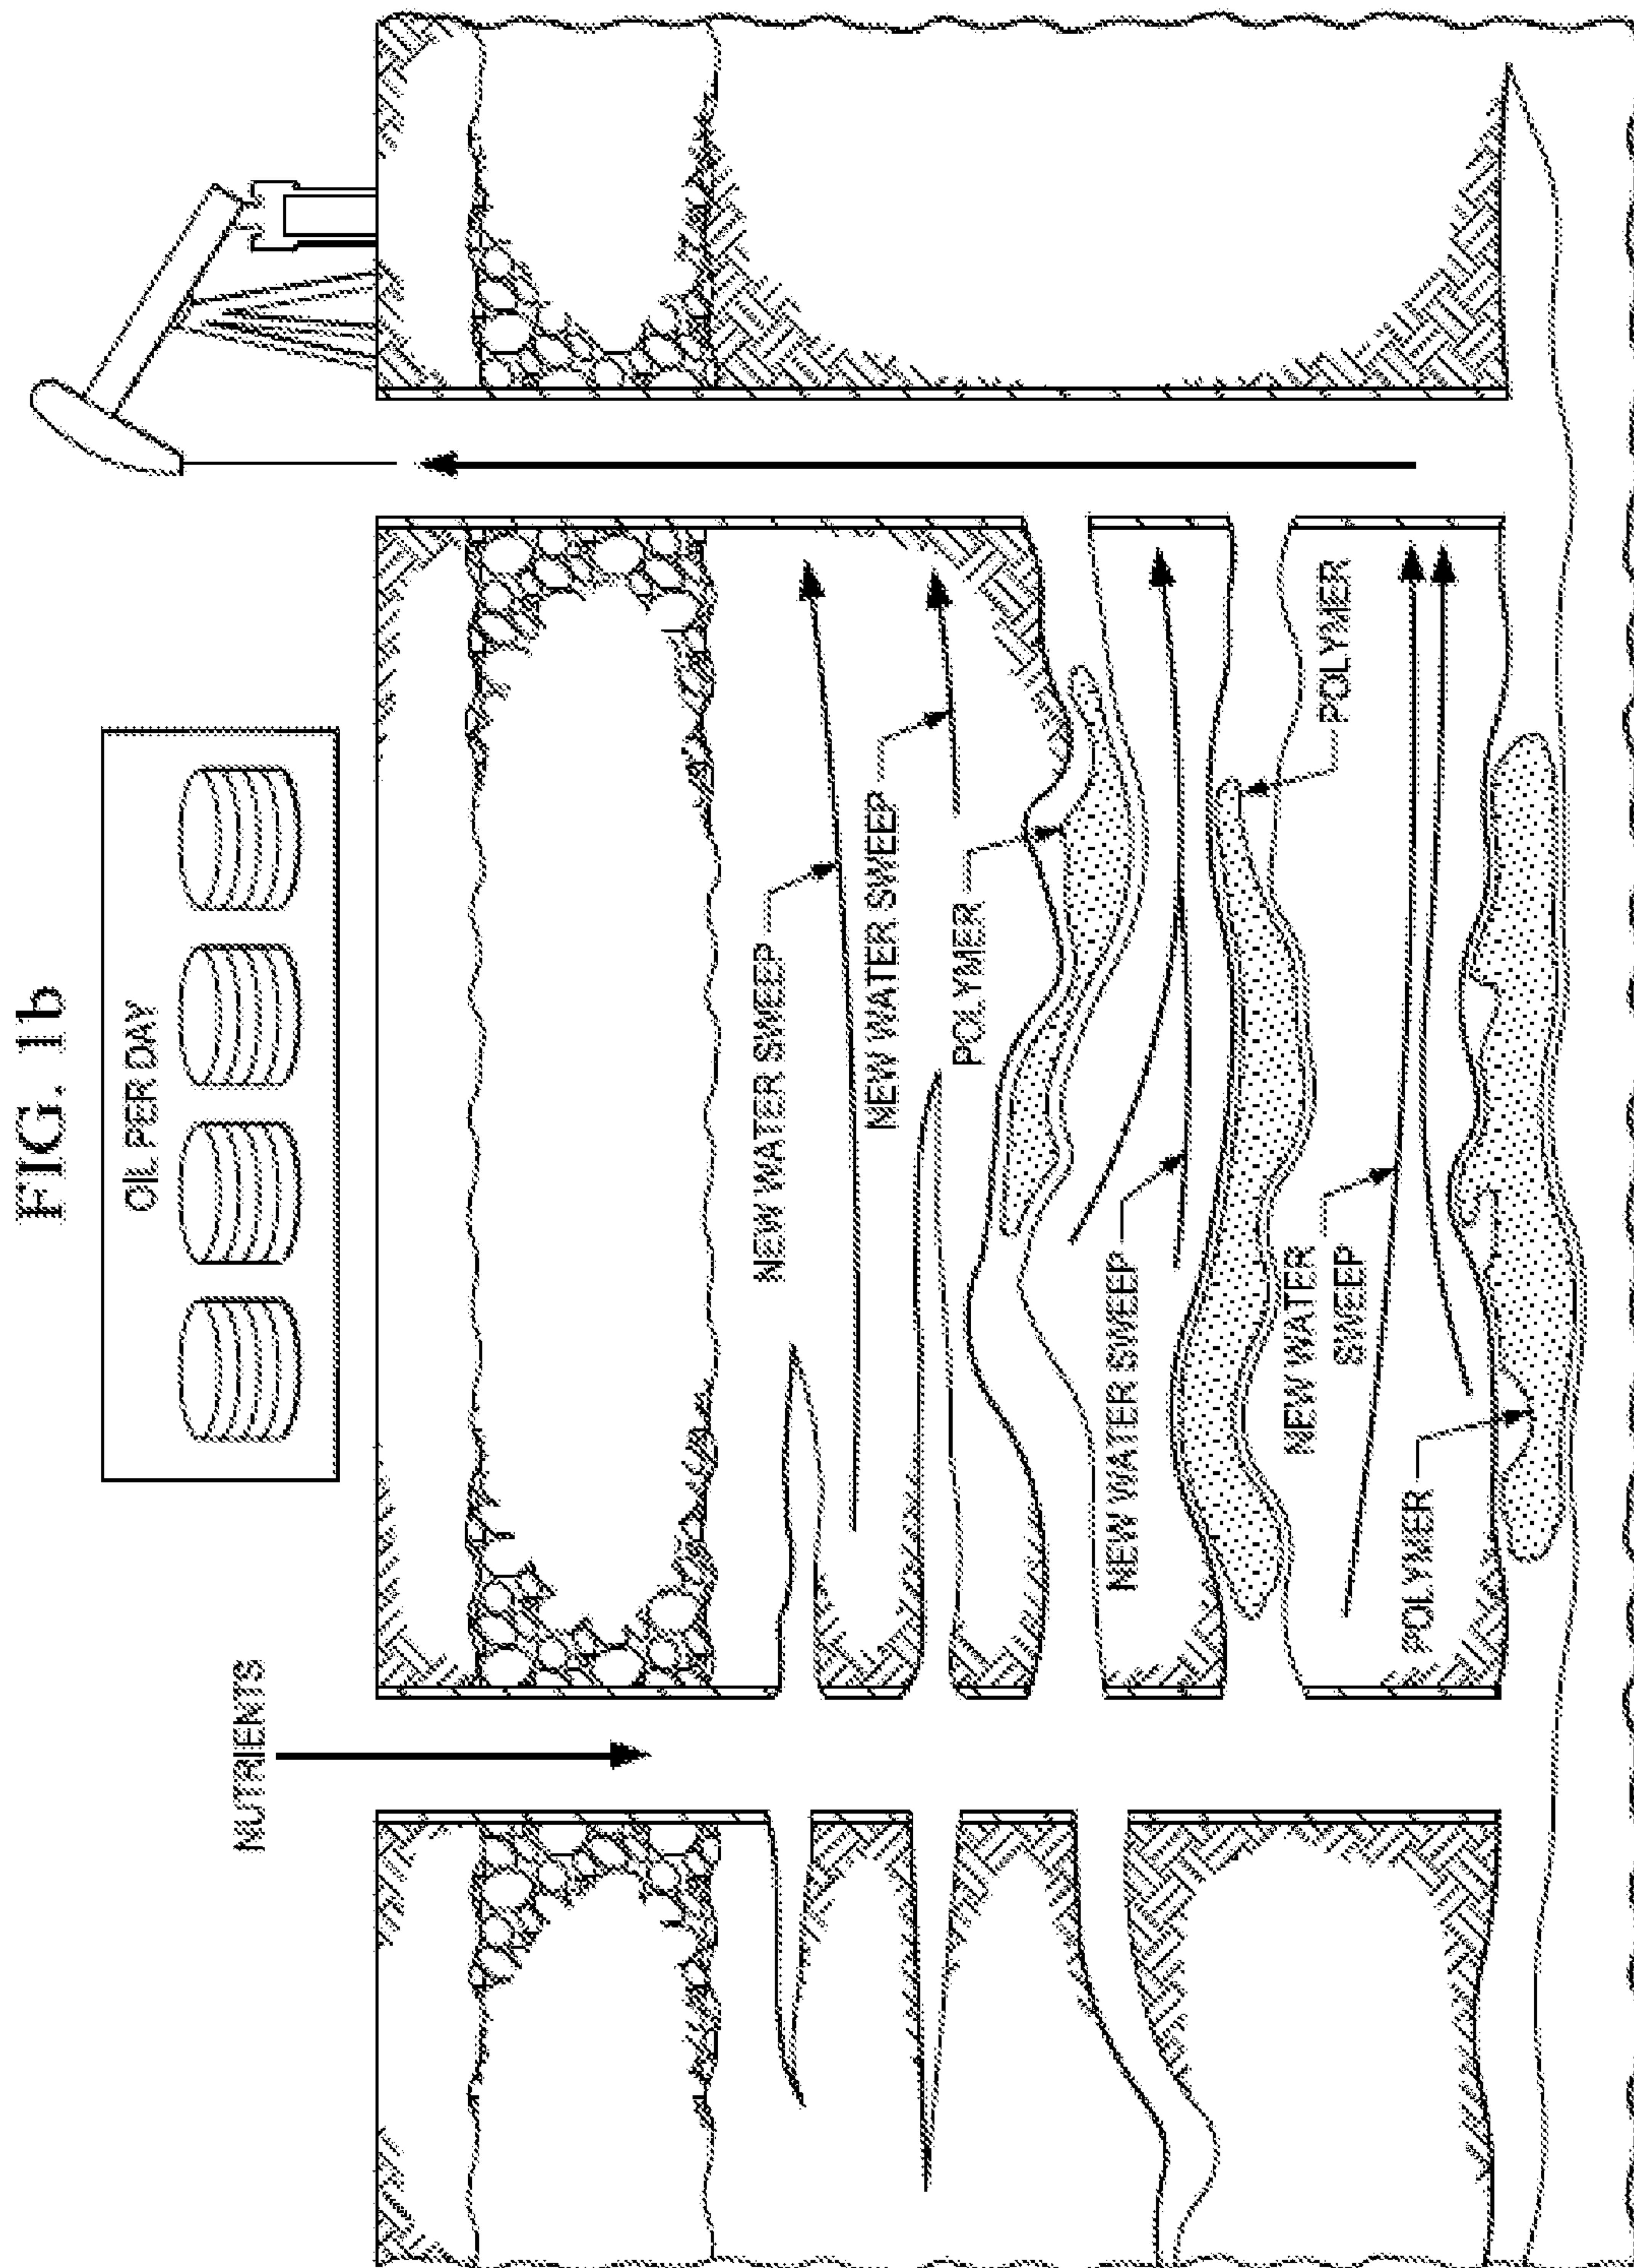 FIG. 1b
OIL PER DAY
NUTRIENTS
NEW WATER SWEEP
NEW WATER SWEEP
POLYMER
NEW WATER SWEEP
POLYMER
NEW WATER
SWEEP
POLYMER